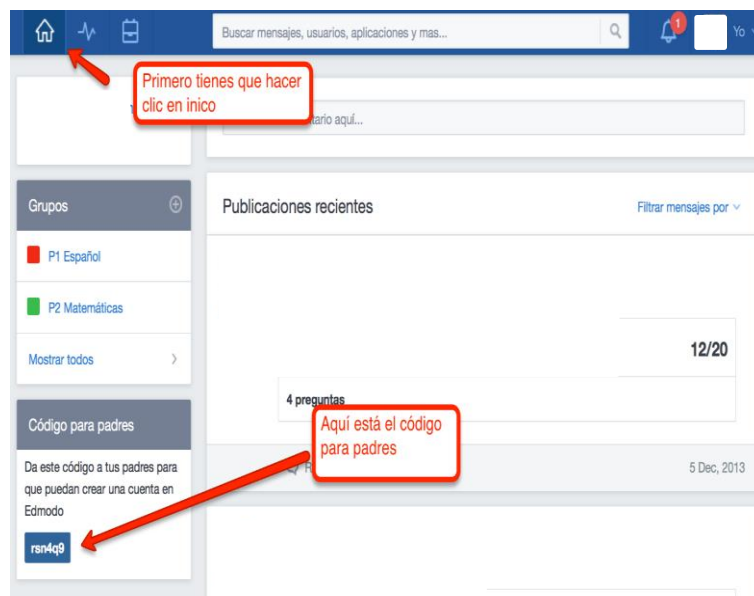 Buscar mensajes, usuarios, aplicaciones y mas...
1
Yo
Primero tienes que hacer
clic en inico
tario aquí...
Grupos
P1 Español
P2 Matemáticas
Mostrar todos
Publicaciones recientes
Filtrar mensajes por
12/20
4 preguntas
Código para padres
Da este código a tus padres para
que puedan crear una cuenta en
Edmodo
rsn4q9
Aquí está el código
para padres
R
5 Dec, 2013